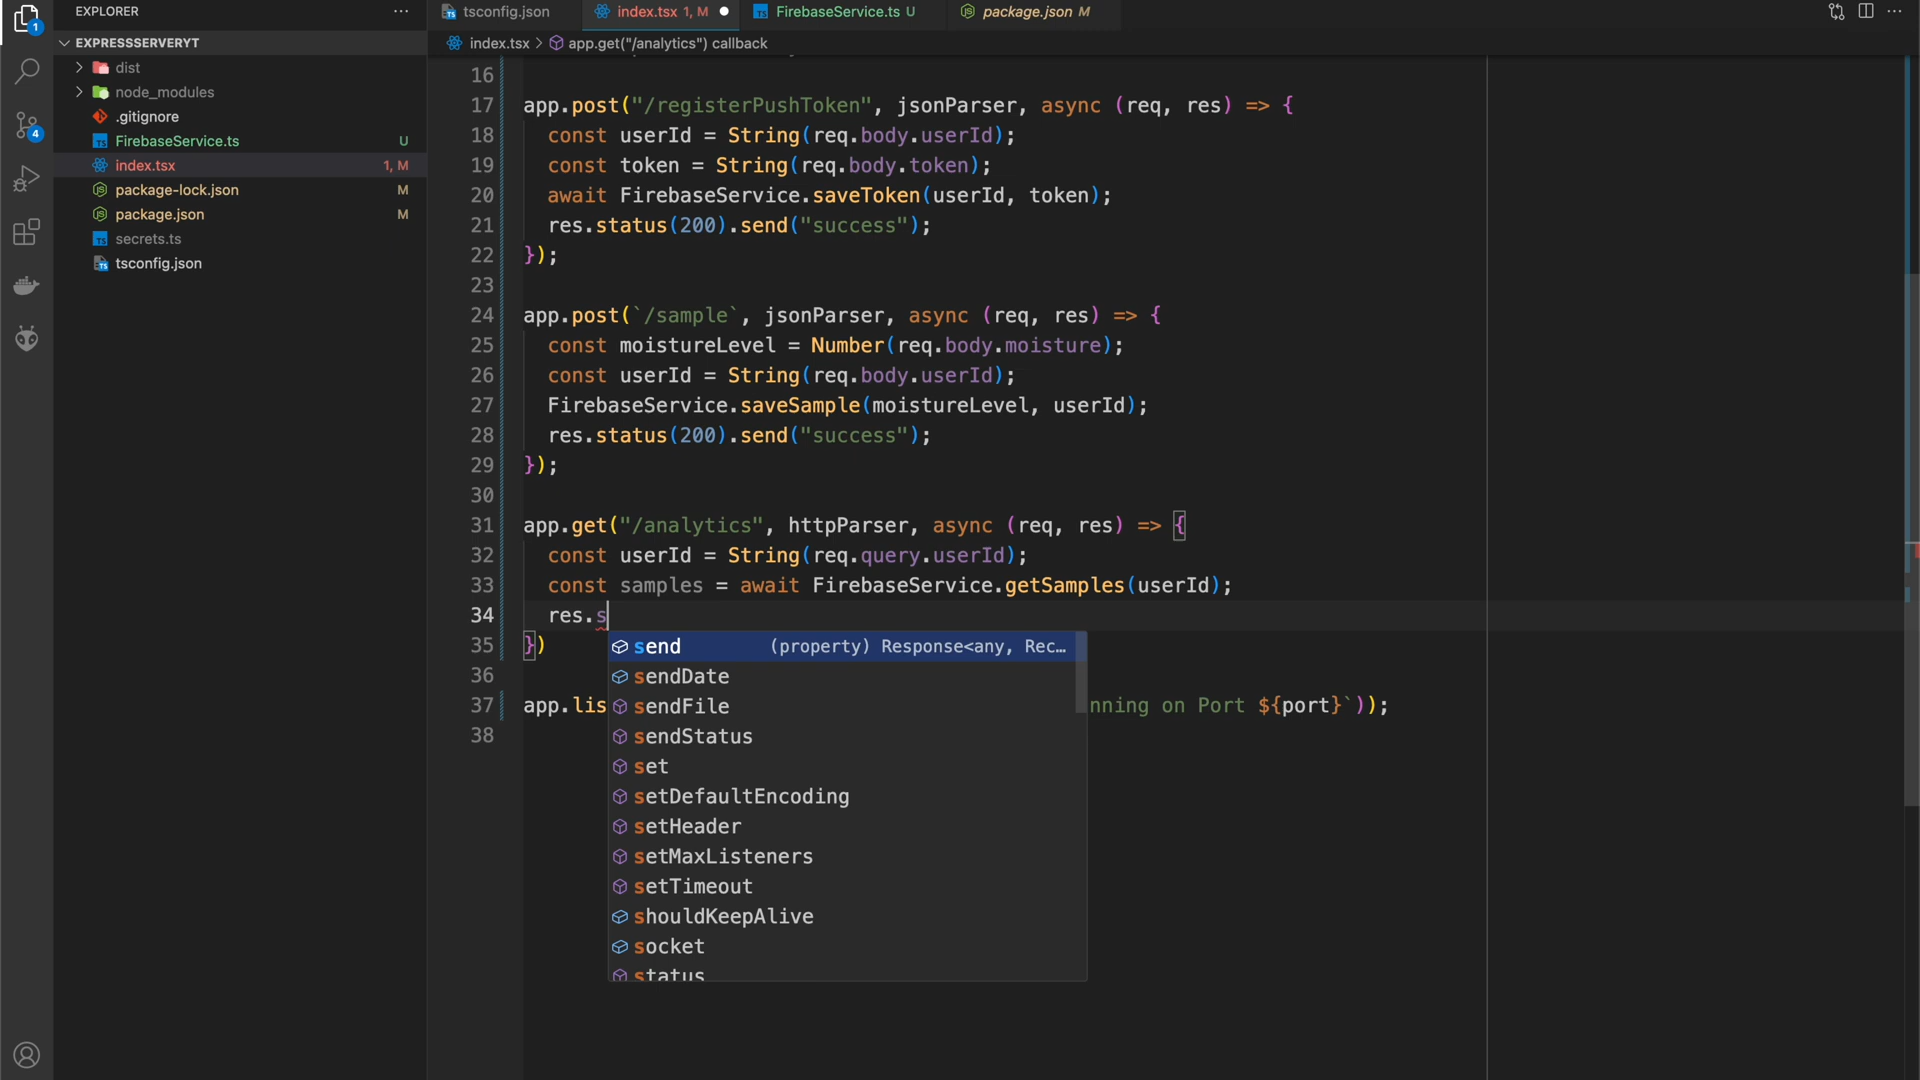 EXPLORER
tsconfig.json
index.tsx 1, M
FirebaseService.ts U
package.json M
1
EXPRESSSERVERYT
index.tsx > app.get("/analytics") callback
dist
node_modules
.gitignore
FirebaseService.ts U
index.tsx 1, M
package-lock.json M
package.json M
secrets.ts
tsconfig.json
4
16
17 app.post("/registerPushToken", jsonParser, async (req, res) => {
18 const userId = String(req.body.userId);
19 const token = String(req.body.token);
20 await FirebaseService.saveToken(userId, token);
21 res.status(200).send("success");
22 });
23
24 app.post(`/sample`, jsonParser, async (req, res) => {
25 const moistureLevel = Number(req.body.moisture);
26 const userId = String(req.body.userId);
27 FirebaseService.saveSample(moistureLevel, userId);
28 res.status(200).send("success");
29 });
30
31 app.get("/analytics", httpParser, async (req, res) => {
32 const userId = String(req.query.userId);
33 const samples = await FirebaseService.getSamples(userId);
34 res.s
35 })
36
37 app.lis nning on Port ${port}`));
38
send (property) Response<any, Rec…
sendDate
sendFile
sendStatus
set
setDefaultEncoding
setHeader
setMaxListeners
setTimeout
shouldKeepAlive
socket
status